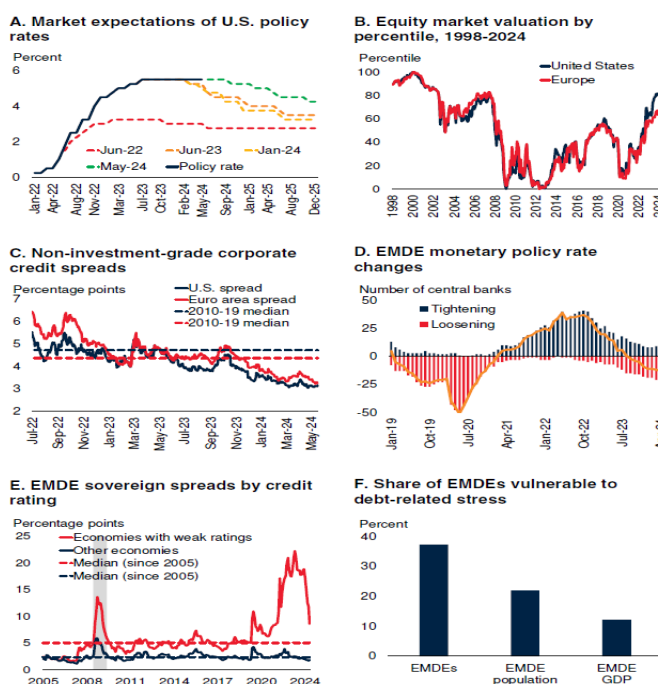 A. Market expectations of U.S. policy
rates
Percent
6
4
2
0
Jun-22
Jun-23
Jan-24
May-24
Policy rate
Jan-22
Apr-22
Aug-22
Nov-22
Mar-23
Jul-23
Oct-23
Feb-24
May-24
Sep-24
Jan-25
Apr-25
Aug-25
Dec-25
B. Equity market valuation by
percentile, 1998-2024
Percentile
United States
Europe
100
80
60
40
20
0
1998
2000
2002
2004
2006
2008
2010
2012
2014
2016
2018
2020
2022
2024
C. Non-investment-grade corporate
credit spreads
Percentage points
7
6
5
4
3
2
U.S. spread
Euro area spread
2010-19 median
2010-19 median
Jul-22
Sep-22
Nov-22
Jan-23
Mar-23
May-23
Jul-23
Sep-23
Nov-23
Jan-24
Mar-24
May-24
D. EMDE monetary policy rate
changes
Number of central banks
50
25
0
-25
-50
Tightening
Loosening
Jan-19
Oct-19
Jul-20
Apr-21
Jan-22
Oct-22
Jul-23
E. EMDE sovereign spreads by credit
rating
Percentage points
25
20
15
10
5
0
Economies with weak ratings
Other economies
Median (since 2005)
Median (since 2005)
2005
2008
2011
2014
2017
2020
2024
F. Share of EMDEs vulnerable to
debt-related stress
Percent
40
30
20
10
0
EMDEs
EMDE
population
EMDE
GDP